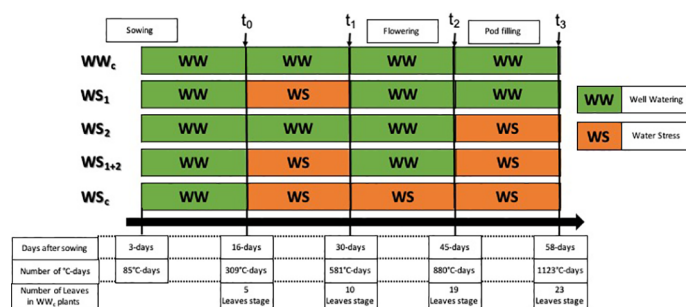 Sowing t0 t1 Flowering t2 Pod filling t3
WWc WW WW WW WW
WS1 WW WS WW WW
WS2 WW WW WW WS
WS1+2 WW WS WW WS
WSc WW WS WS WS
WW Well Watering
WS Water Stress
Days after sowing 3-days 16-days 30-days 45-days 58-days
Number of °C-days 85°C-days 309°C-days 581°C-days 880°C-days 1123°C-days
Number of Leaves 5 10 19 23
in WWc plants Leaves stage Leaves stage Leaves stage Leaves stage